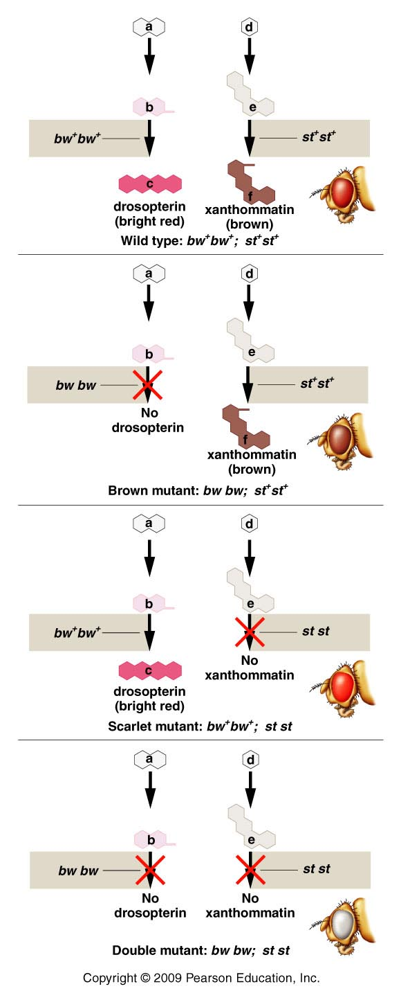 a d
b e
bw⁺bw⁺ st⁺st⁺
c f
drosopterin xanthommatin
(bright red) (brown)
Wild type: bw⁺bw⁺; st⁺st⁺
a d
b e
bw bw st⁺st⁺
No
drosopterin
f
xanthommatin
(brown)
Brown mutant: bw bw; st⁺st⁺
a d
b e
bw⁺bw⁺ st st
c
drosopterin
(bright red)
No
xanthommatin
Scarlet mutant: bw⁺bw⁺; st st
a d
b e
bw bw st st
No No
drosopterin xanthommatin
Double mutant: bw bw; st st
Copyright © 2009 Pearson Education, Inc.